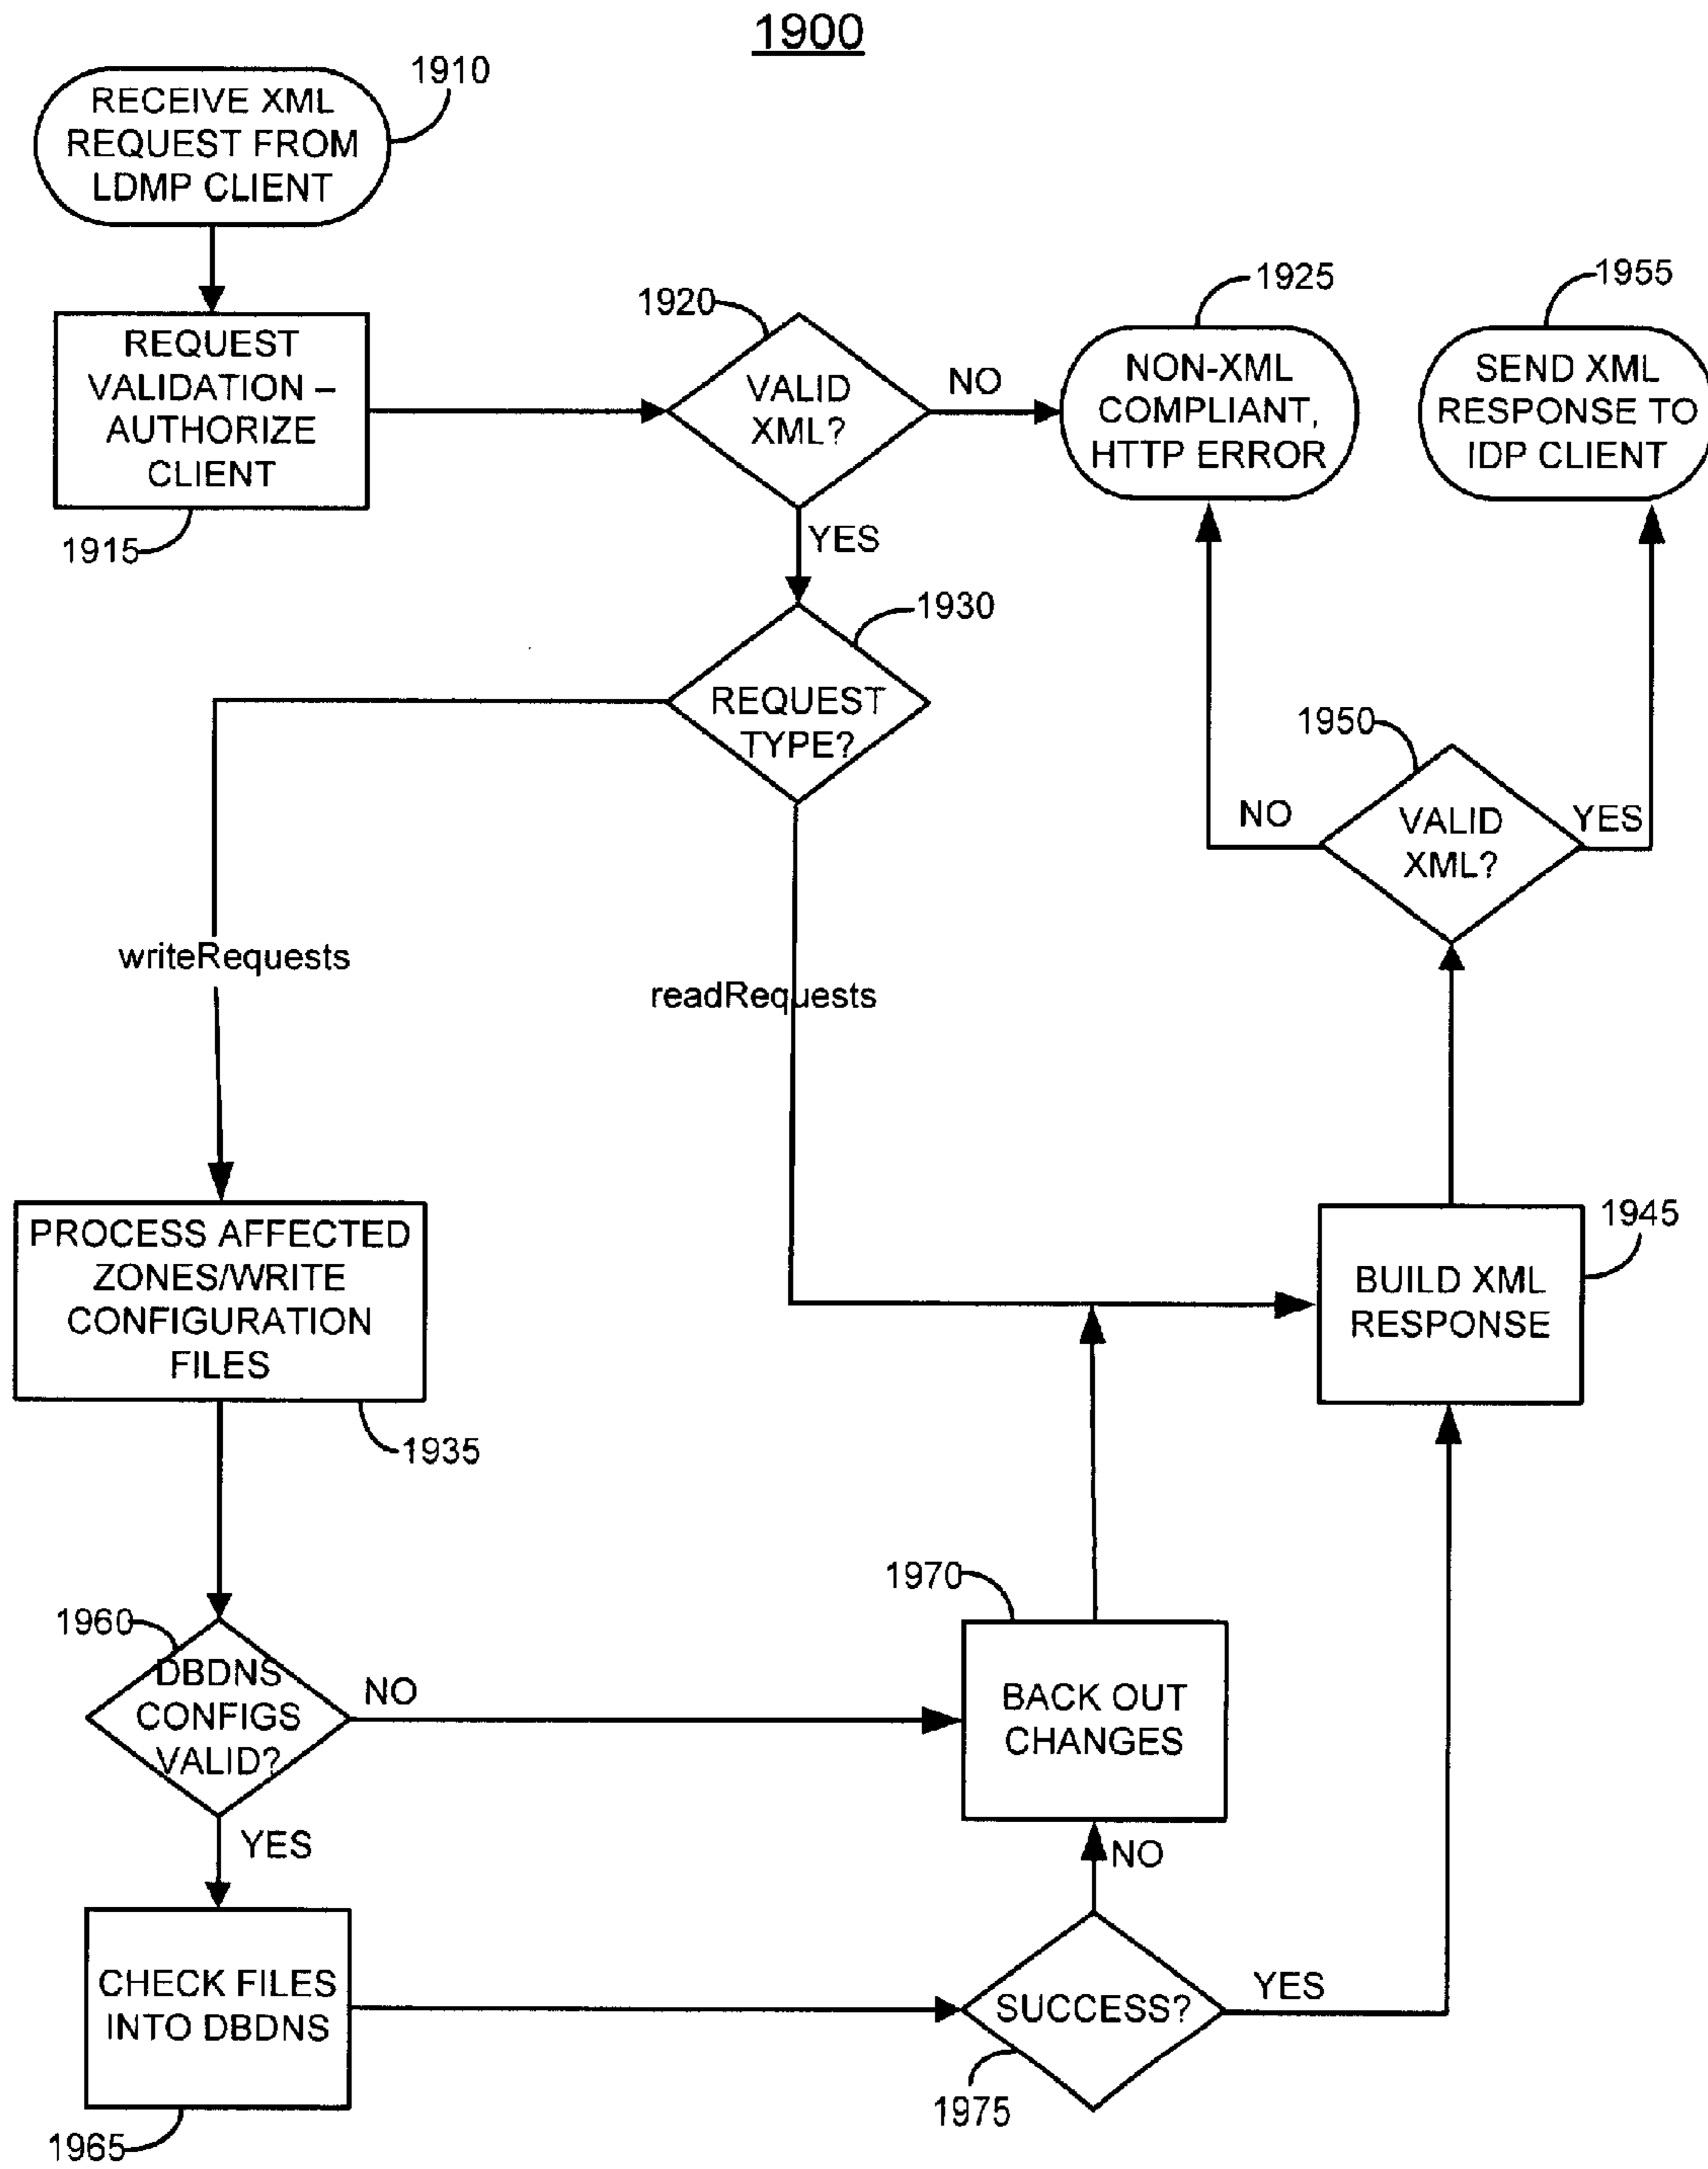 1900
1910
RECEIVE XML
REQUEST FROM
LDMP CLIENT
REQUEST
VALIDATION –
AUTHORIZE
CLIENT
1915
1920
VALID
XML?
NO
YES
1925
NON-XML
COMPLIANT,
HTTP ERROR
1955
SEND XML
RESPONSE TO
IDP CLIENT
1930
REQUEST
TYPE?
writeRequests
readRequests
1950
VALID
XML?
NO
YES
PROCESS AFFECTED
ZONES/WRITE
CONFIGURATION
FILES
1935
1945
BUILD XML
RESPONSE
1960
DBDNS
CONFIGS
VALID?
NO
YES
1970
BACK OUT
CHANGES
NO
CHECK FILES
INTO DBDNS
1965
SUCCESS?
YES
1975